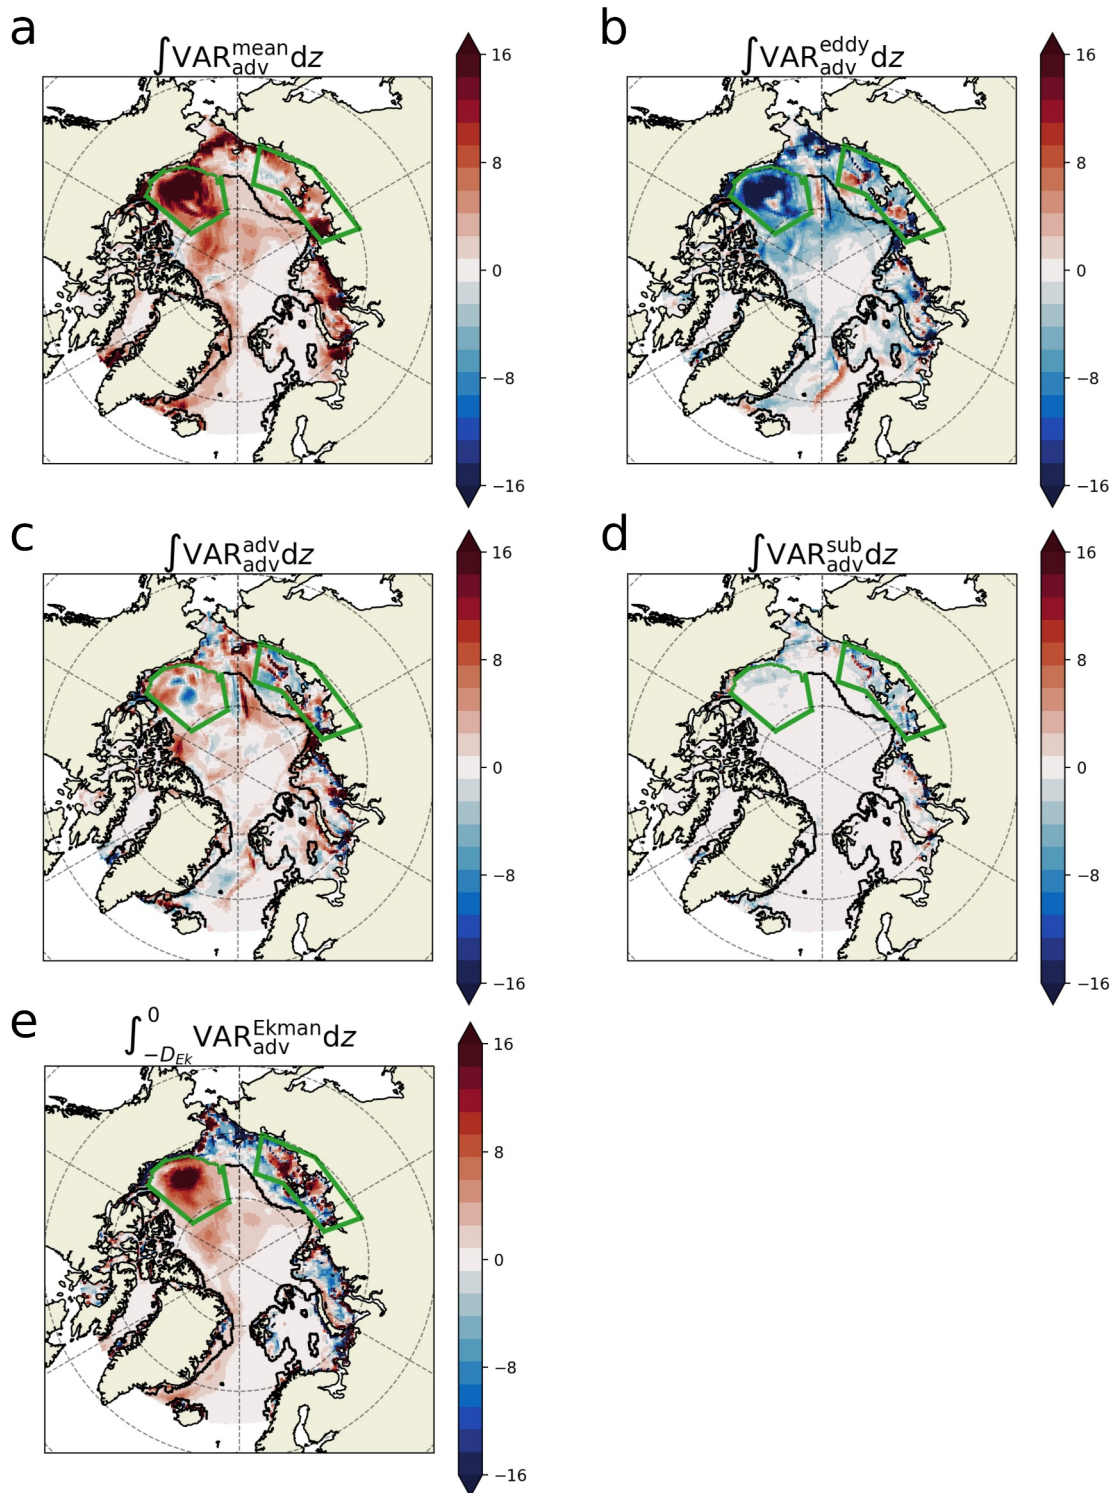 a
∫VAR^mean_adv dz
16
8
0
−8
−16
b
∫VAR^eddy_adv dz
16
8
0
−8
−16
c
∫VAR^adv_adv dz
16
8
0
−8
−16
d
∫VAR^sub_adv dz
16
8
0
−8
−16
e
∫^0_−D_Ek VAR^Ekman_adv dz
16
8
0
−8
−16